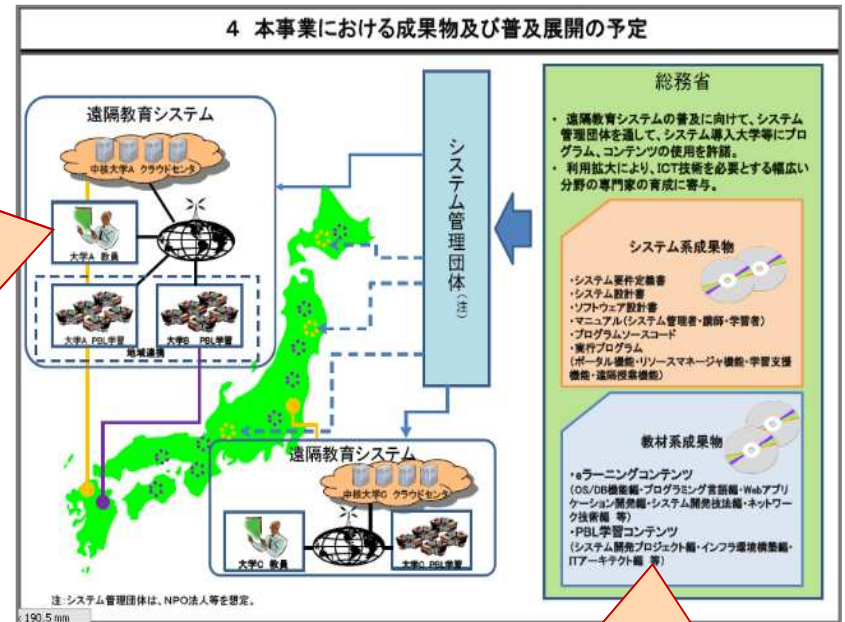 4 本事業における成果物及び普及展開の予定
遠隔教育システム
中核大学A クラウドセンタ
大学A 教員
大学A PBL学習
大学B PBL学習
地域連携
システム管理団体(注)
遠隔教育システム
中核大学C クラウドセンタ
大学C 教員
大学C PBL学習
注:システム管理団体は、NPO法人等を想定。
190.5 mm
総務省
・ 遠隔教育システムの普及に向けて、システム
管理団体を通して、システム導入大学等にプロ
グラム、コンテンツの使用を許諾。
・ 利用拡大により、ICT技術を必要とする幅広い
分野の専門家の育成に寄与。
システム系成果物
・システム要件定義書
・システム設計書
・ソフトウェア設計書
・マニュアル(システム管理者・講師・学習者)
・プログラムソースコード
・実行プログラム
(ポータル機能・リソースマネージャ機能・学習支援
機能・遠隔授業機能)
教材系成果物
・eラーニングコンテンツ
(OS/DB機能編・プログラミング言語編・Webアプリ
ケーション開発編・システム開発技法編・ネットワー
ク技術編 等)
・PBL学習コンテンツ
(システム開発プロジェクト編・インフラ環境構築編・
ITアーキテクト編 等)